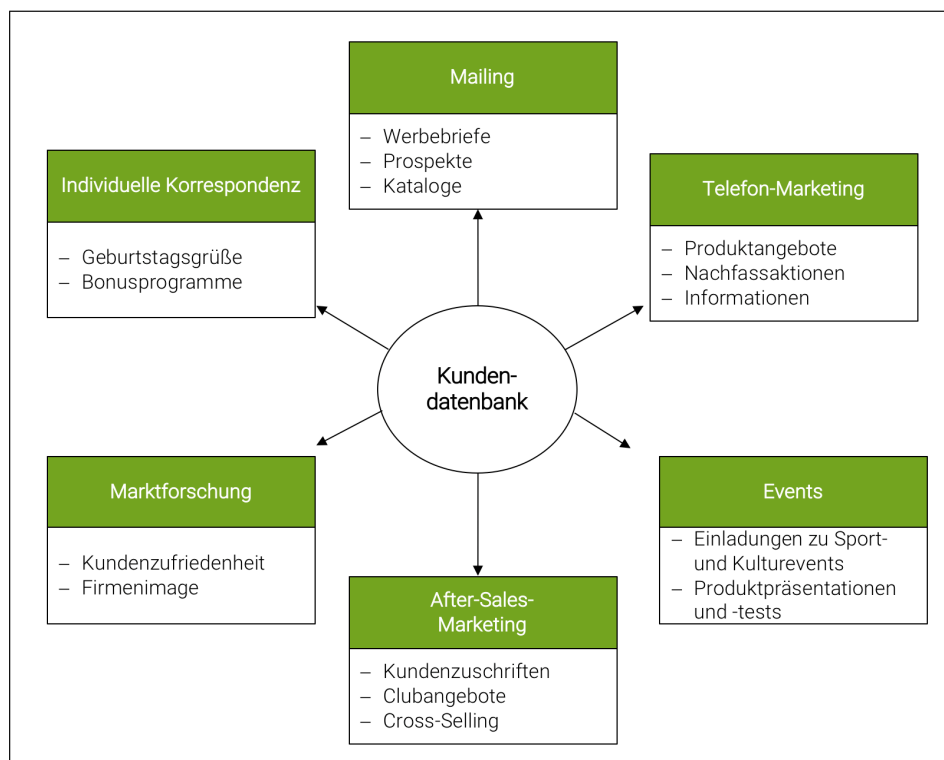 Mailing
– Werbebriefe
– Prospekte
– Kataloge
Individuelle Korrespondenz
– Geburtstagsgrüße
– Bonusprogramme
Telefon-Marketing
– Produktangebote
– Nachfassaktionen
– Informationen
Kunden-
datenbank
Marktforschung
– Kundenzufriedenheit
– Firmenimage
Events
– Einladungen zu Sport-
und Kulturevents
– Produktpräsentationen
und -tests
After-Sales-
Marketing
– Kundenzuschriften
– Clubangebote
– Cross-Selling